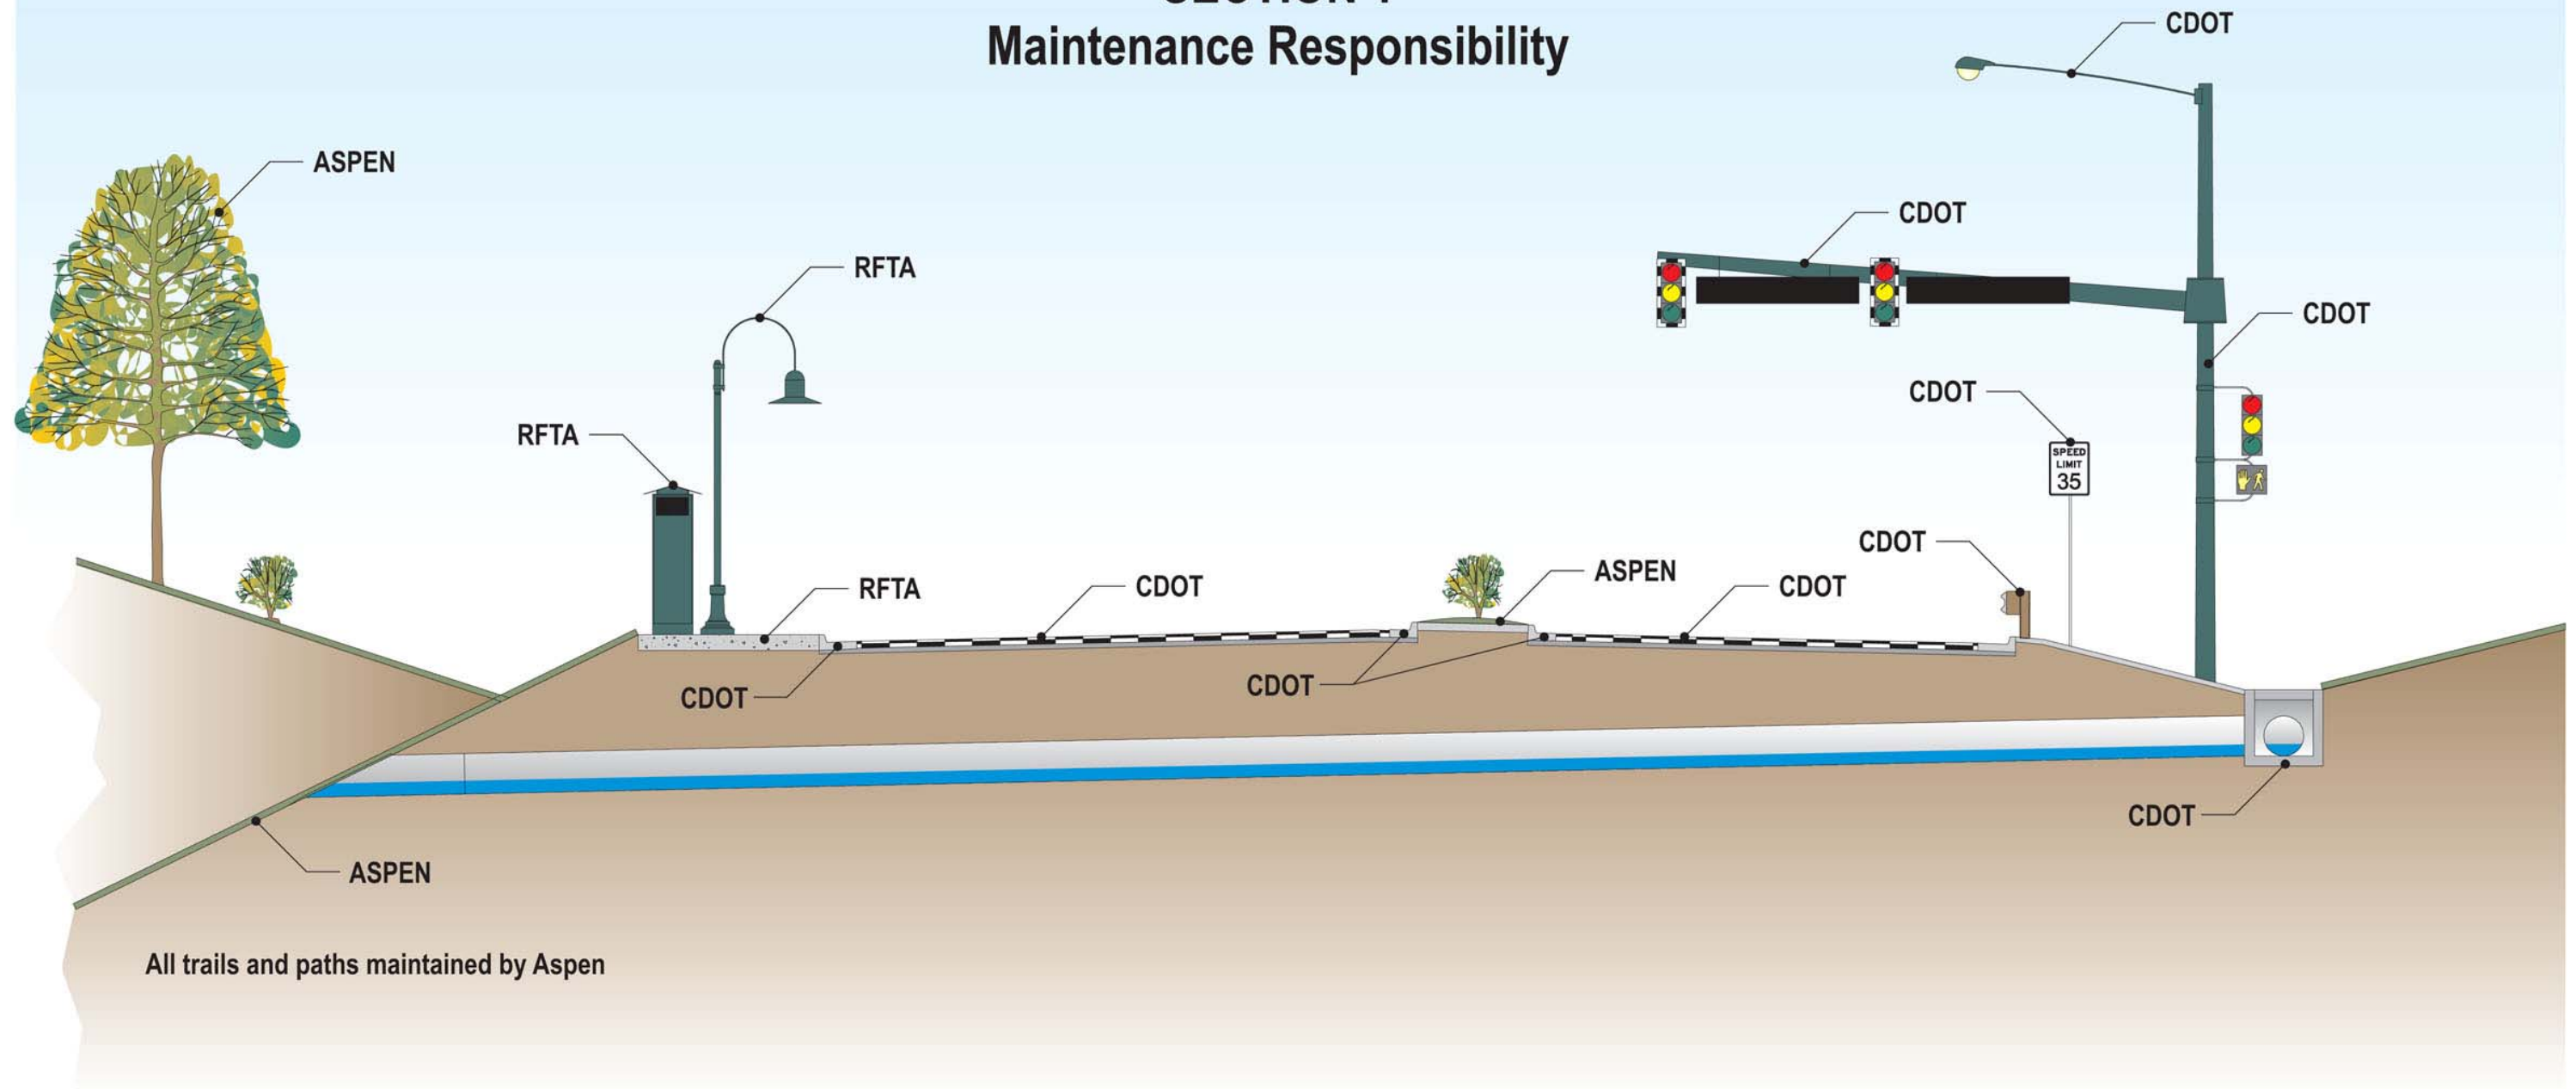 Maintenance Responsibility
CDOT
ASPEN
CDOT
RFTA
CDOT
CDOT
RFTA
SPEED
LIMIT
35
CDOT
ASPEN
RFTA
CDOT
CDOT
CDOT
CDOT
CDOT
ASPEN
All trails and paths maintained by Aspen